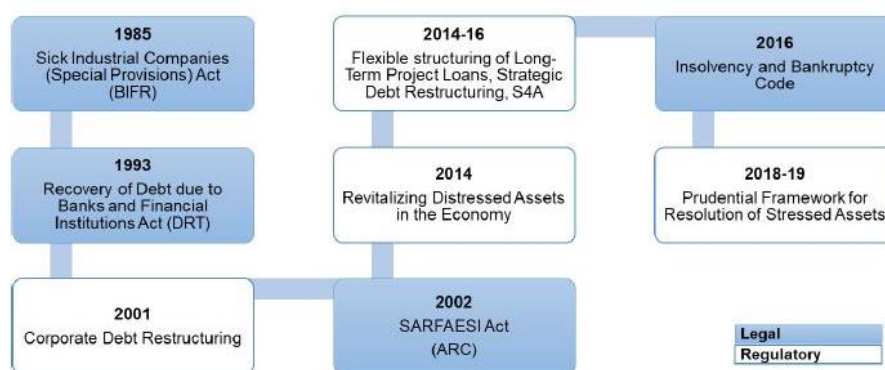 1985
Sick Industrial Companies
(Special Provisions) Act
(BIFR)
1993
Recovery of Debt due to
Banks and Financial
Institutions Act (DRT)
2001
Corporate Debt Restructuring
2002
SARFAESI Act
(ARC)
2014
Revitalizing Distressed Assets
in the Economy
2014-16
Flexible structuring of Long-
Term Project Loans, Strategic
Debt Restructuring, S4A
2016
Insolvency and Bankruptcy
Code
2018-19
Prudential Framework for
Resolution of Stressed Assets
Legal
Regulatory